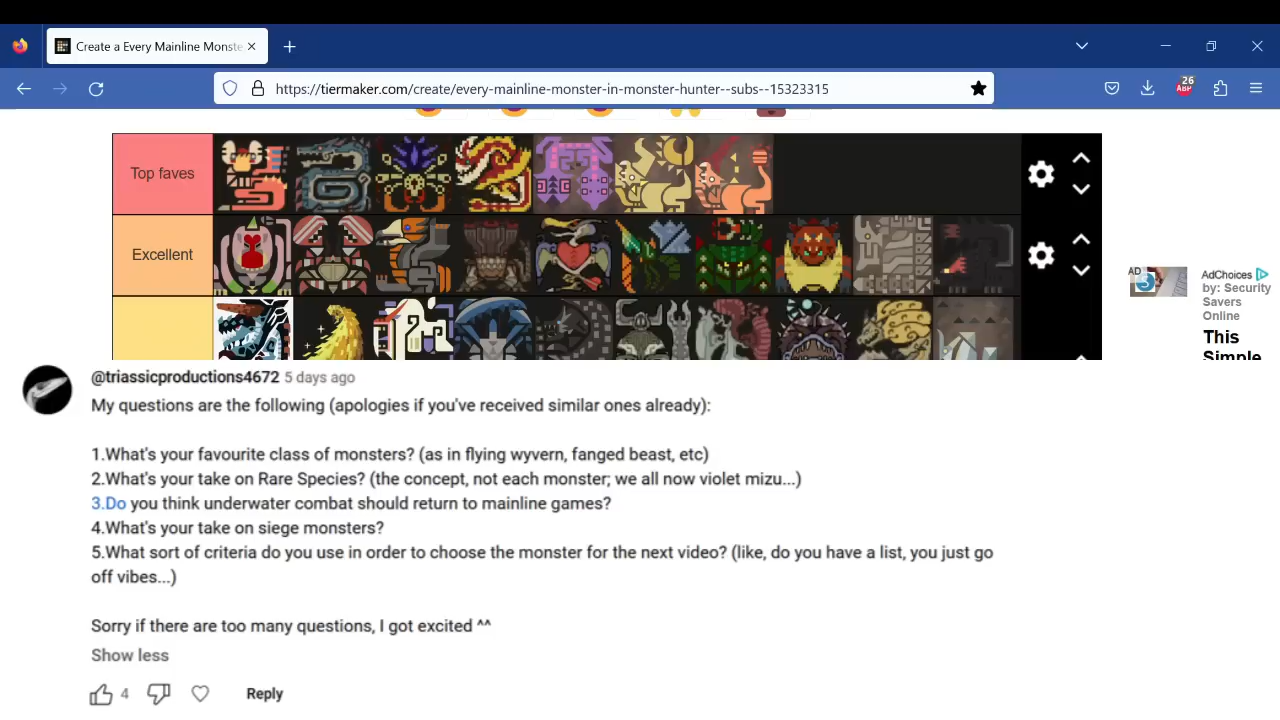 Create a Every Mainline Monste
https://tiermaker.com/create/every-mainline-monster-in-monster-hunter--subs--15323315
26
ABP
Top faves
Excellent
AD
AdChoices
by: Security
Savers
Online
This
Simple
@triassicproductions4672 5 days ago
My questions are the following (apologies if you've received similar ones already):
1.What's your favourite class of monsters? (as in flying wyvern, fanged beast, etc)
2.What's your take on Rare Species? (the concept, not each monster; we all now violet mizu...)
3.Do you think underwater combat should return to mainline games?
4.What's your take on siege monsters?
5.What sort of criteria do you use in order to choose the monster for the next video? (like, do you have a list, you just go
off vibes...)
Sorry if there are too many questions, I got excited ^^
Show less
4
Reply